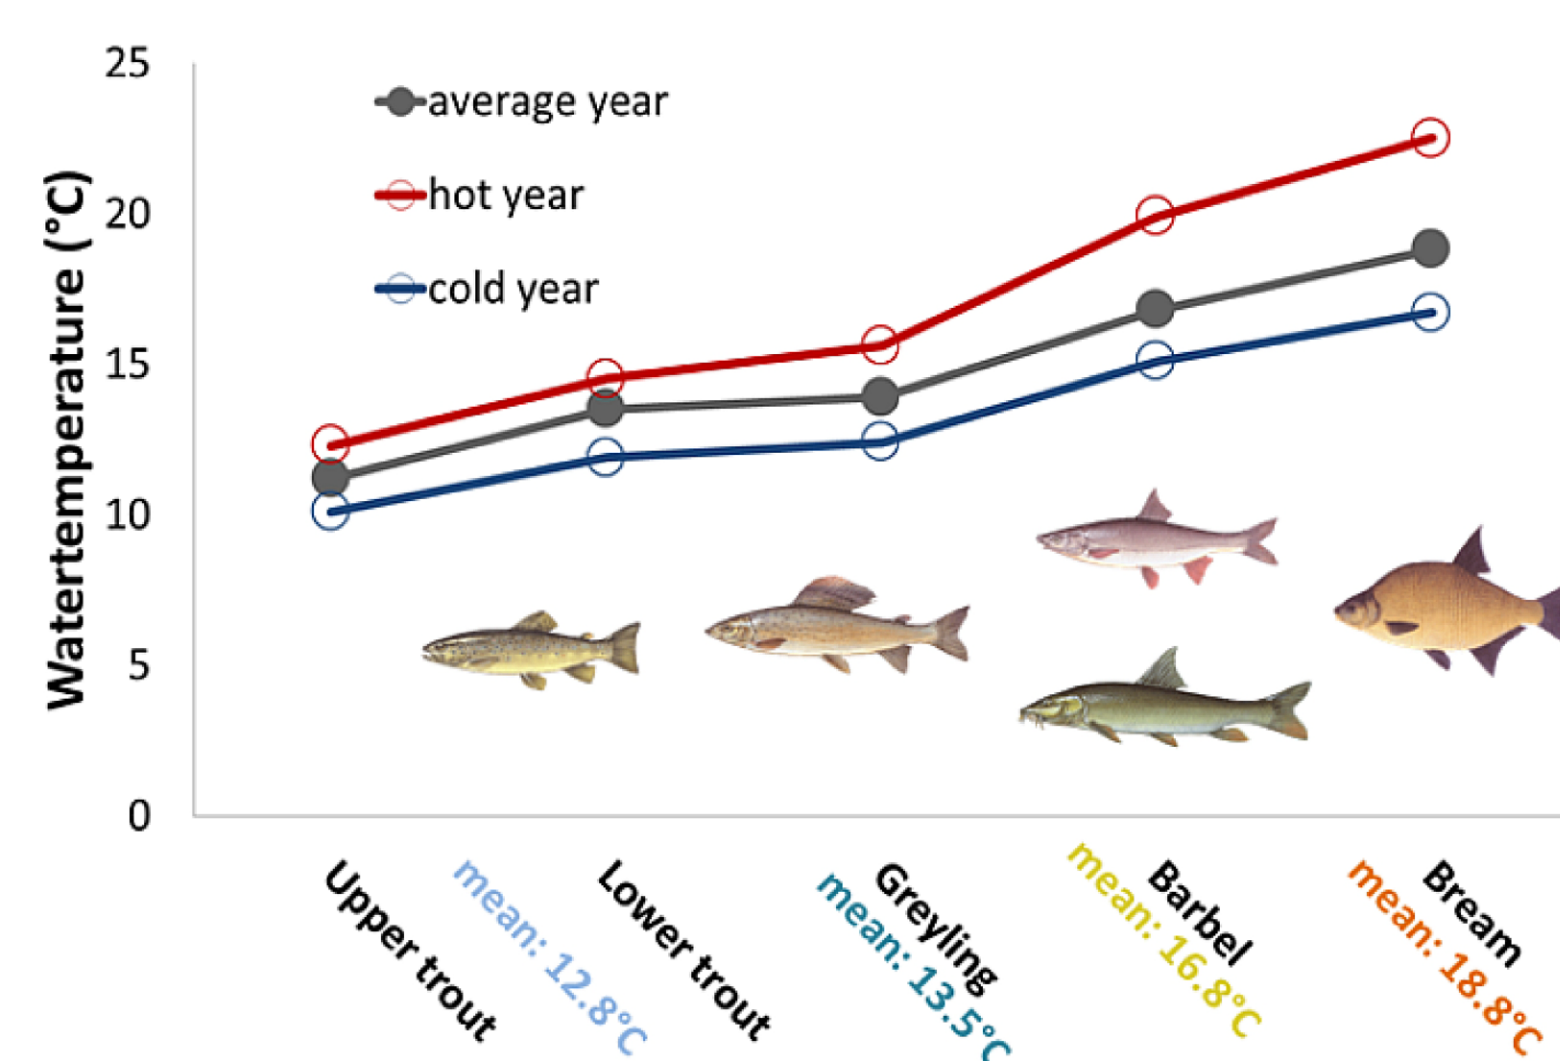 25
average year
hot year
20
cold year
15
10
5
0
Watertemperature (°C)
Upper trout
mean: 12.8°C
Lower trout
Greyling
mean: 13.5°C
Barbel
mean: 16.8°C
Bream
mean: 18.8°C